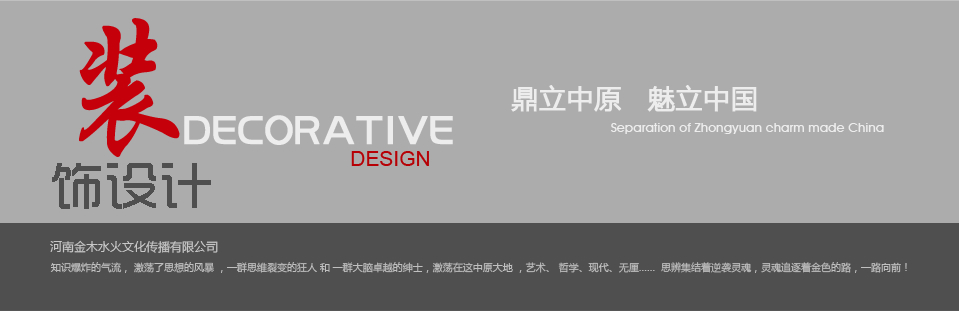 装
DECORATIVE
DESIGN
饰设计
鼎立中原 魅立中国
Separation of Zhongyuan charm made China
河南金木水火文化传播有限公司
知识爆炸的气流， 激荡了思想的风暴 ，一群思维裂变的狂人 和 一群大脑卓越的绅士，激荡在这中原大地 ，艺术、 哲学、现代、无厘...... 思辨集结着逆袭灵魂，灵魂追逐着金色的路，一路向前！